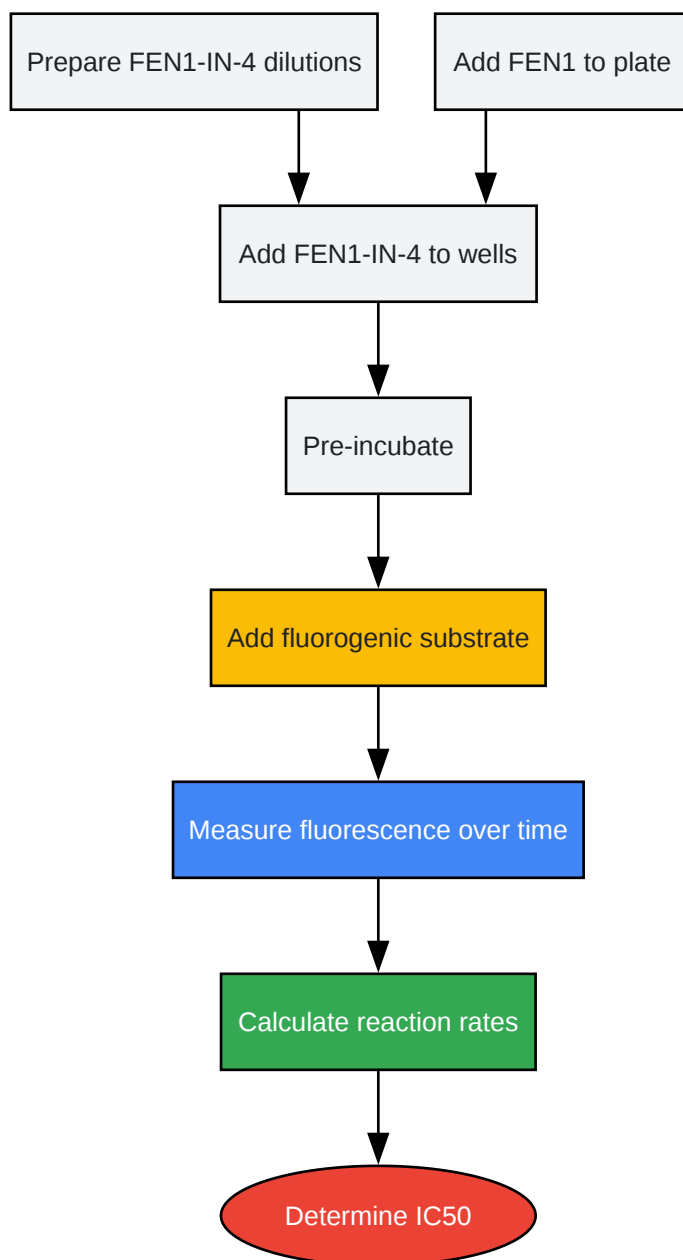 Prepare FEN1-IN-4 dilutions
Add FEN1 to plate
Add FEN1-IN-4 to wells
Pre-incubate
Add fluorogenic substrate
Measure fluorescence over time
Calculate reaction rates
Determine IC50